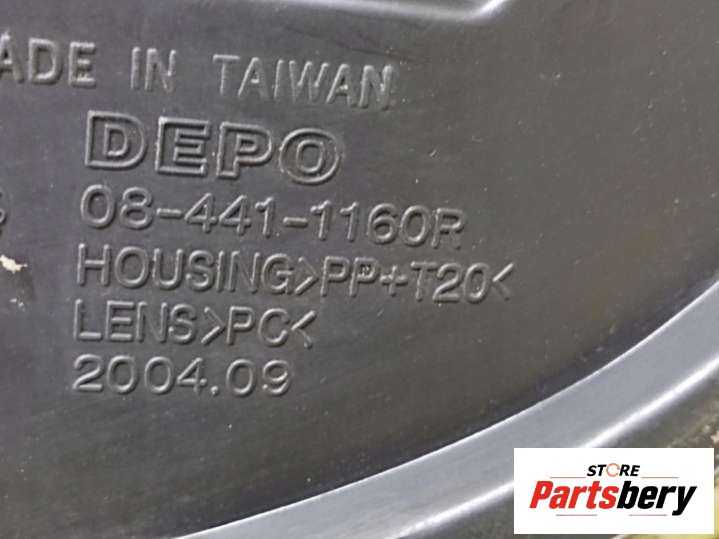 ADE IN TAIWAN
DEPO
08-441-1160R
HOUSING>PP+T20<
LENS>PC<
2004.09
STORE
Partsbery